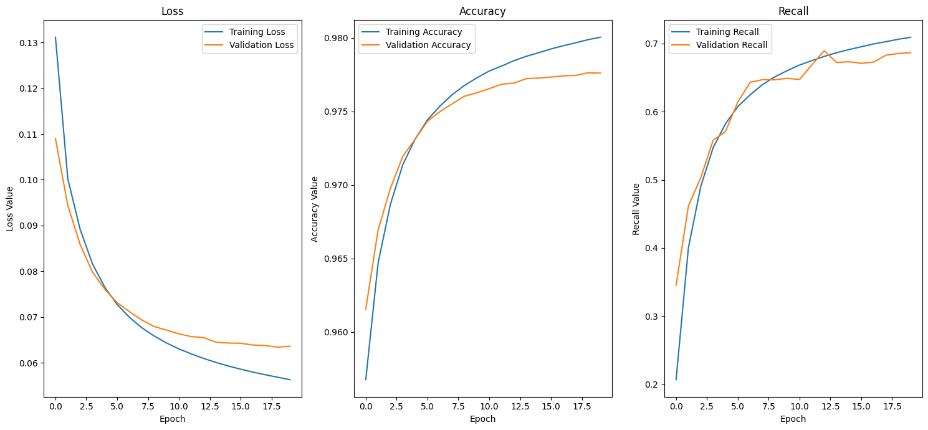 Loss
Training Loss
Validation Loss
0.13
0.12
0.11
0.10
0.09
0.08
0.07
0.06
Loss Value
0.0 2.5 5.0 7.5 10.0 12.5 15.0 17.5
Epoch
Accuracy
Training Accuracy
Validation Accuracy
0.980
0.975
0.970
0.965
0.960
Accuracy Value
0.0 2.5 5.0 7.5 10.0 12.5 15.0 17.5
Epoch
Recall
Training Recall
Validation Recall
0.7
0.6
0.5
0.4
0.3
0.2
Recall Value
0.0 2.5 5.0 7.5 10.0 12.5 15.0 17.5
Epoch